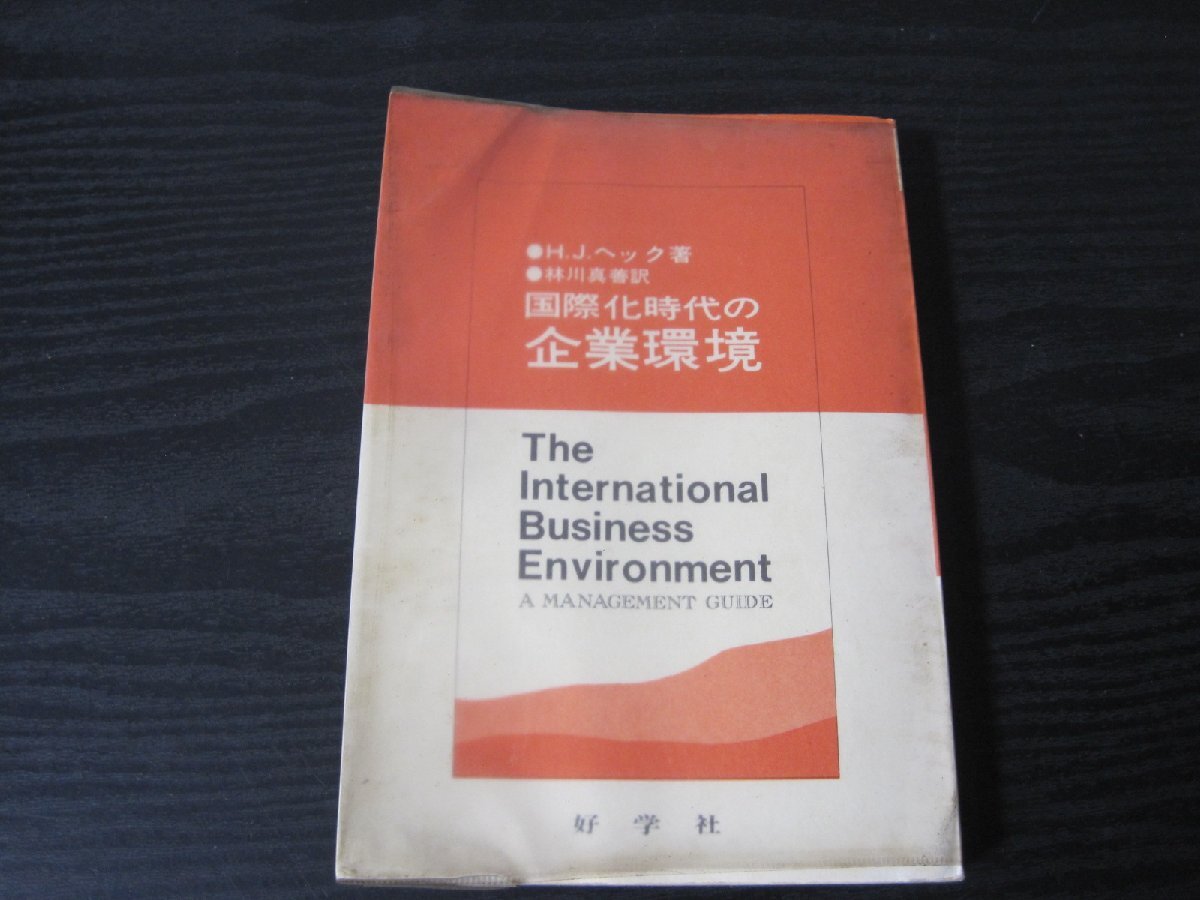 ●H.J.ヘック著
●林川真善訳
国際化時代の
企業環境
The
International
Business
Environment
A MANAGEMENT GUIDE
好学社